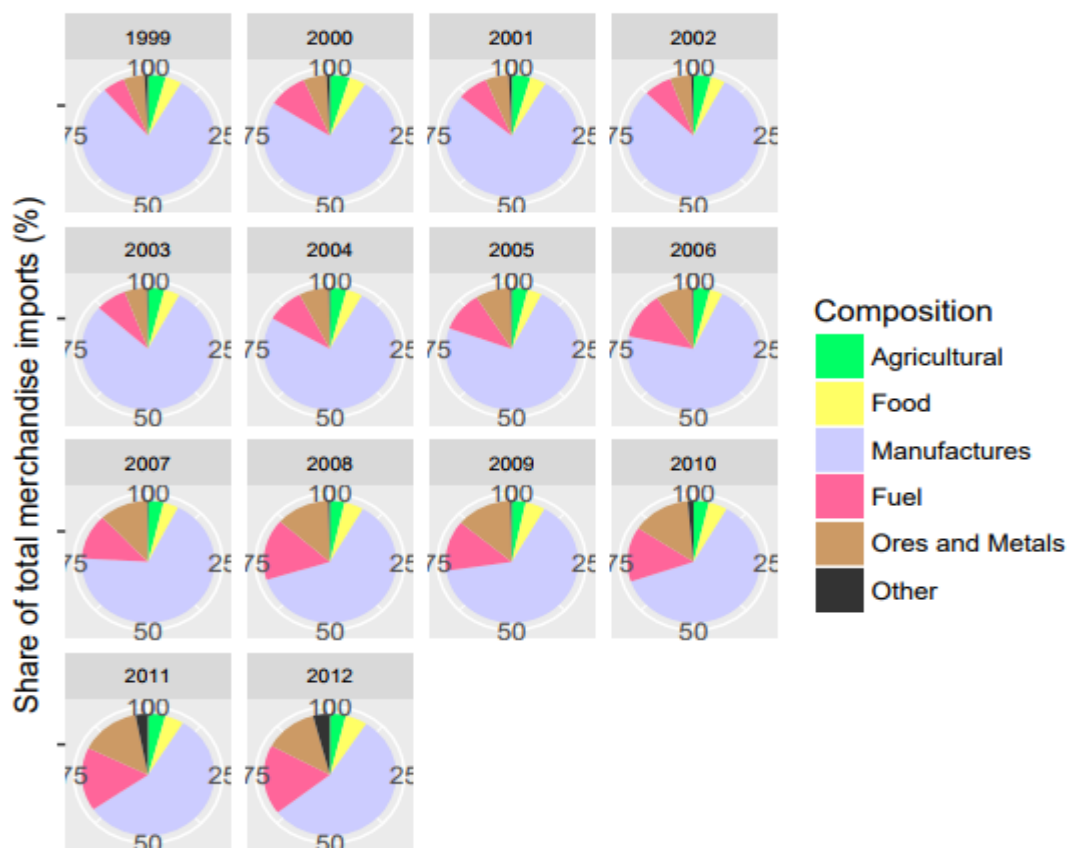 Share of total merchandise imports (%)
1999 2000 2001 2002
100 100 100 100
75 25 75 25 75 25 75 25
50 50 50 50
2003 2004 2005 2006
100 100 100 100
75 25 75 25 75 25 75 25
50 50 50 50
2007 2008 2009 2010
100 100 100 100
75 25 75 25 75 25 75 25
50 50 50 50
2011 2012
100 100
75 25 75 25
50 50
Composition
Agricultural
Food
Manufactures
Fuel
Ores and Metals
Other